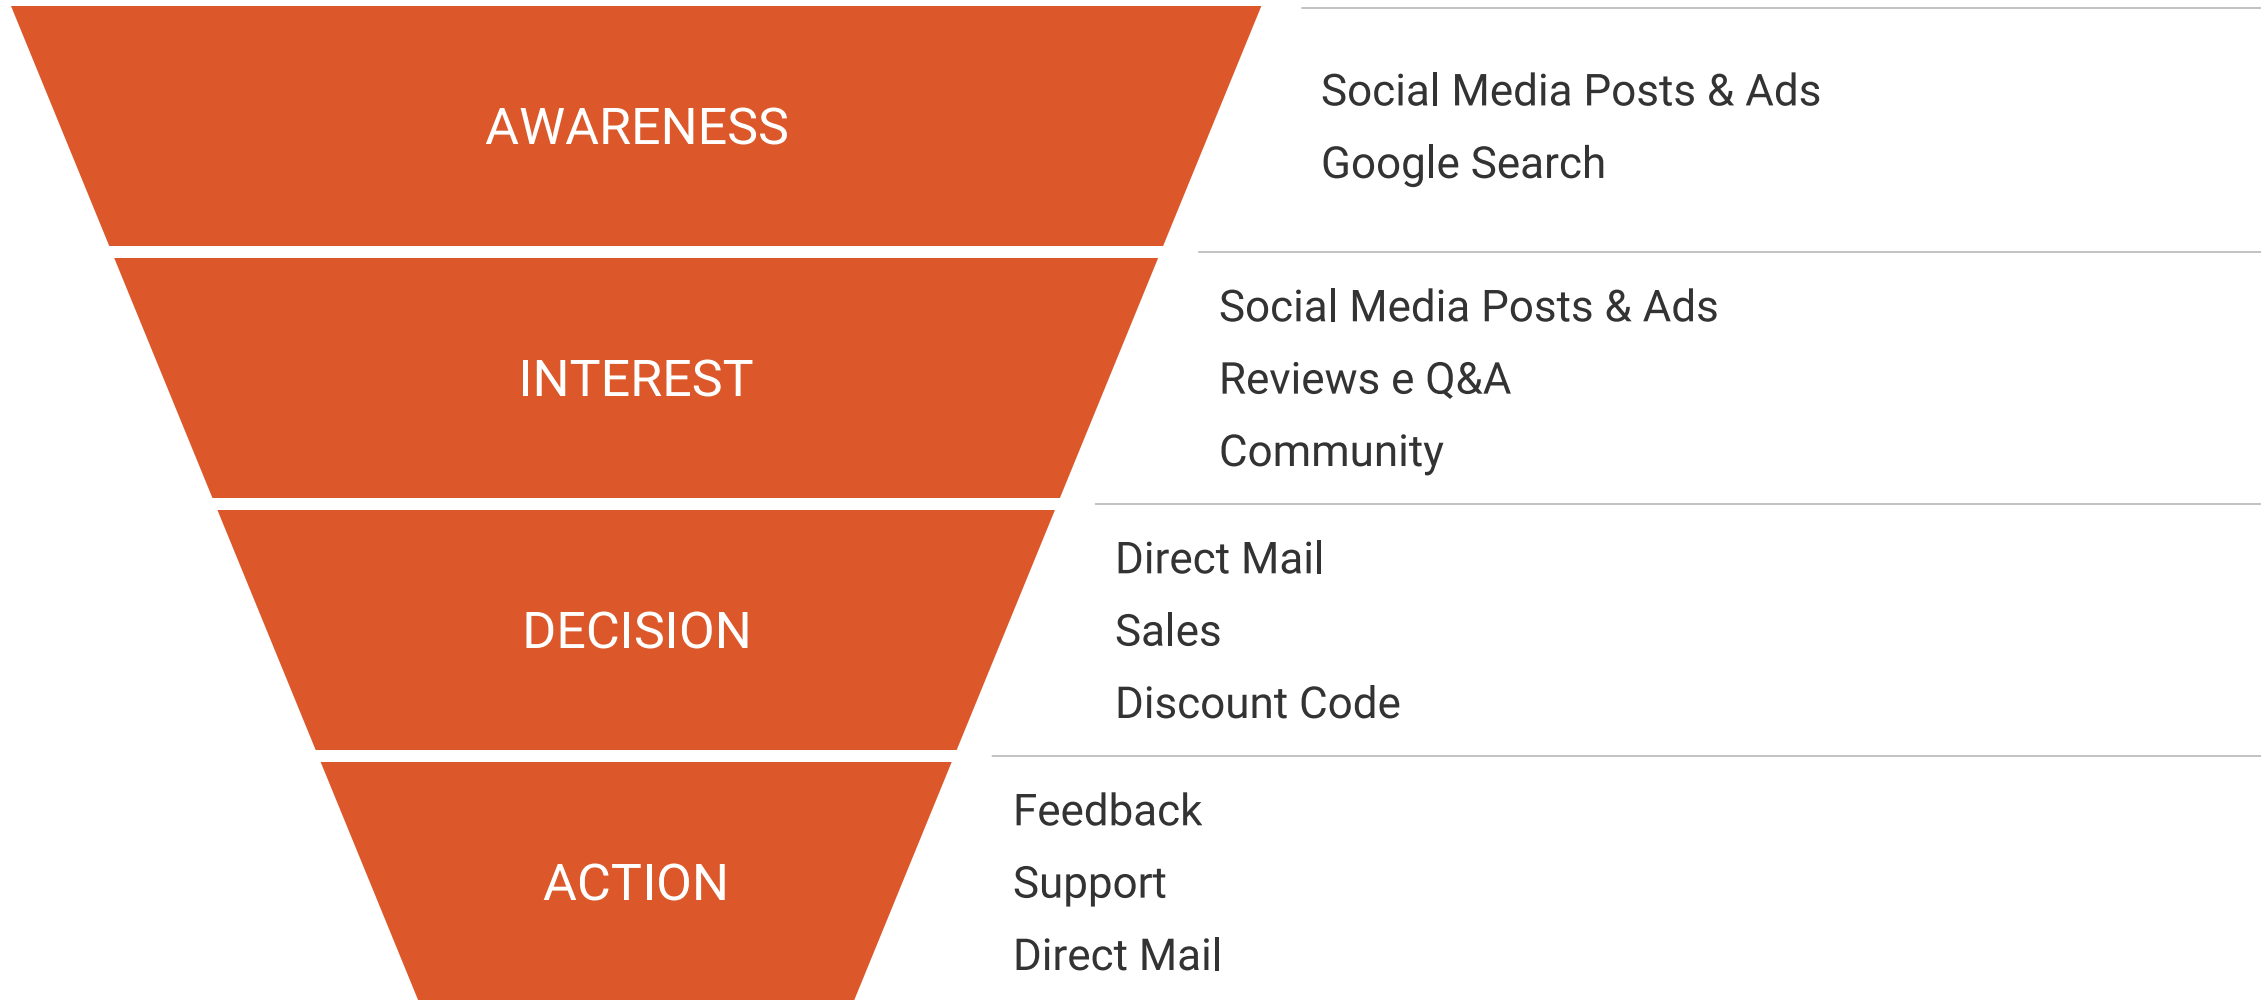 AWARENESS
Social Media Posts & Ads
Google Search
INTEREST
Social Media Posts & Ads
Reviews e Q&A
Community
DECISION
Direct Mail
Sales
Discount Code
ACTION
Feedback
Support
Direct Mail